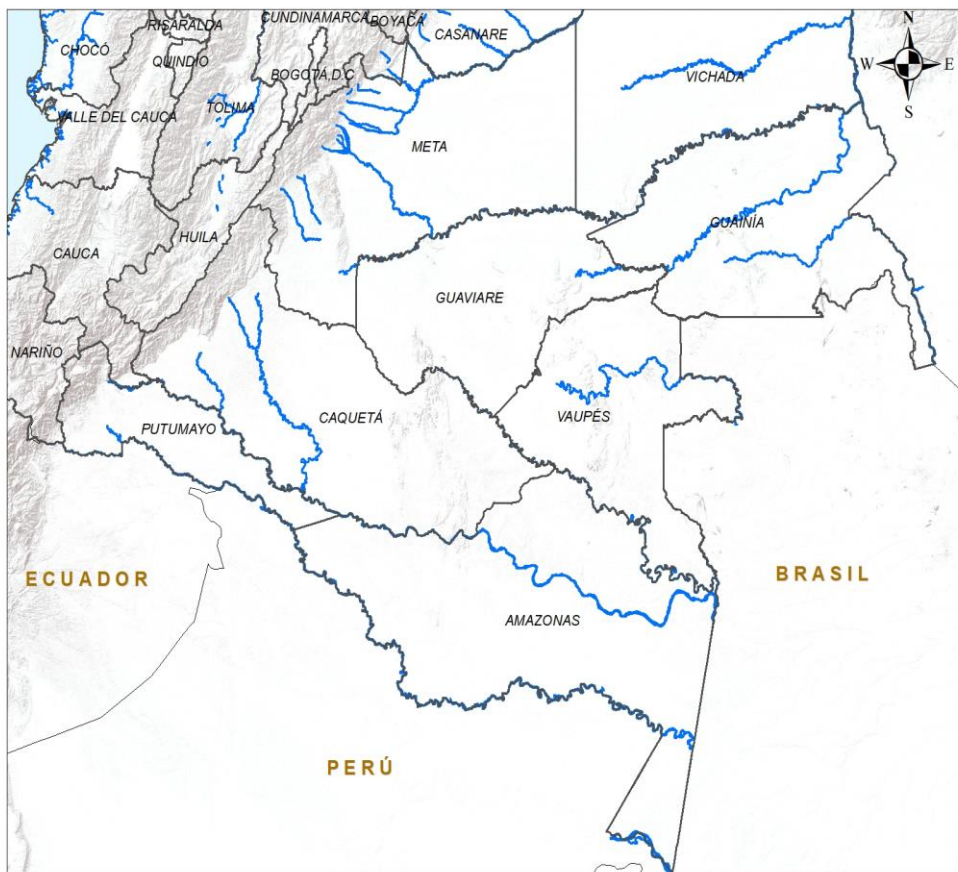 RISARALDA
CUNDINAMARCA
BOYACÁ
N
CHOCÓ
CASANARE
QUINDIO
W
E
BOGOTÁ,D.C
VICHADA
S
TOLIMA
VALLE DEL CAUCA
META
GUAINÍA
HUILA
CAUCA
GUAVIARE
NARIÑO
CAQUETÁ
VAUPÉS
PUTUMAYO
ECUADOR
BRASIL
AMAZONAS
PERÚ